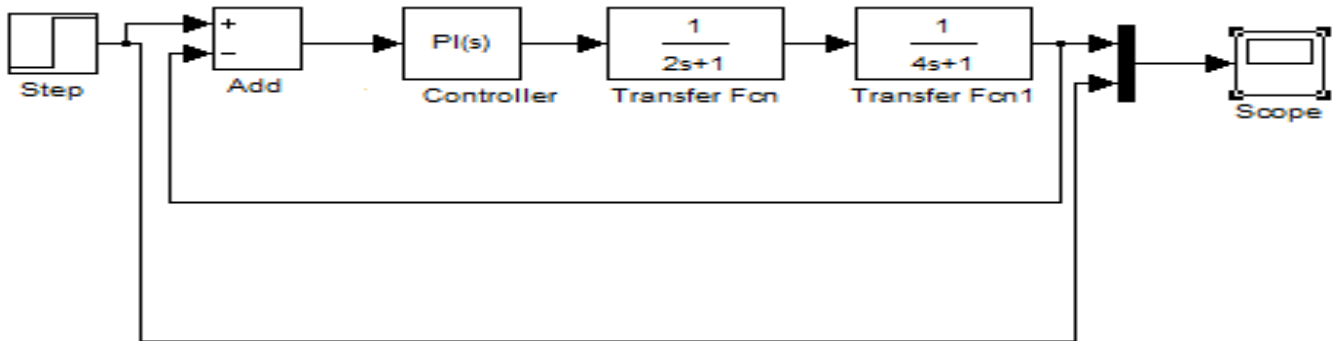 Step
+
−
Add
PI(s)
Controller
1
2s+1
Transfer Fcn
1
4s+1
Transfer Fcn1
Scope